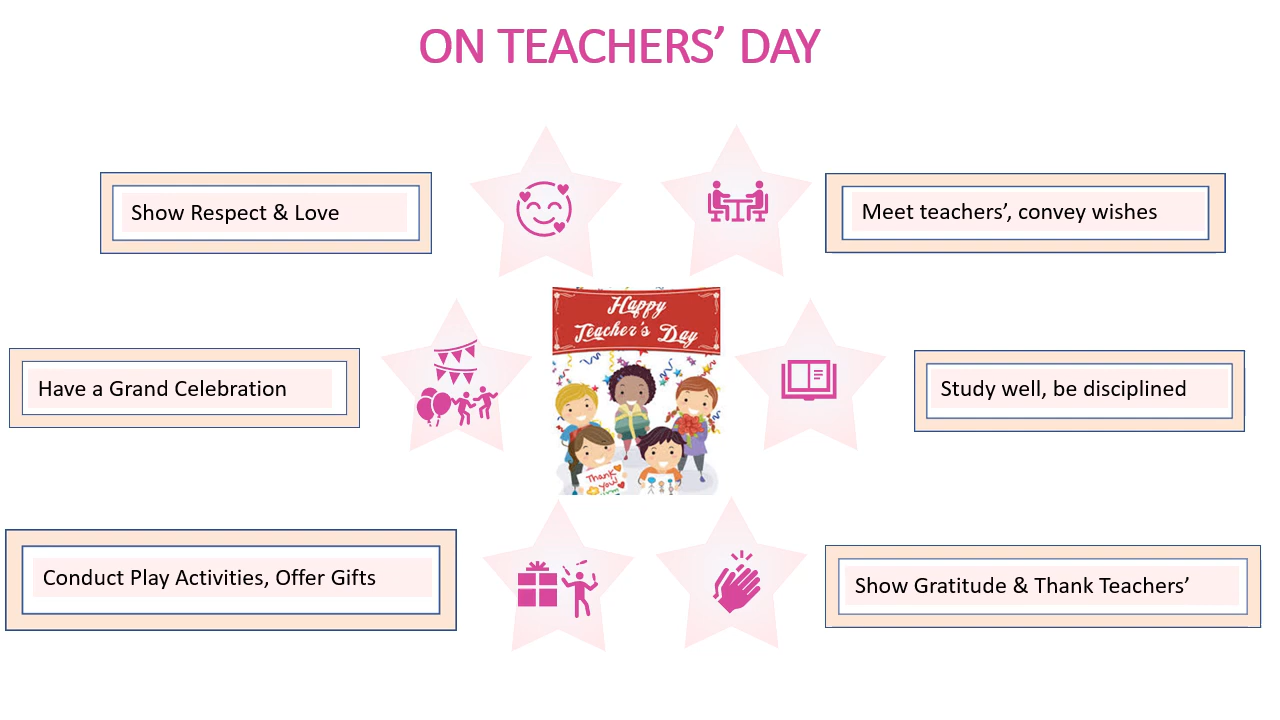 ON TEACHERS’ DAY
Show Respect & Love
Meet teachers’, convey wishes
Happy
Teacher's Day
Have a Grand Celebration
Study well, be disciplined
Thank
you!
Conduct Play Activities, Offer Gifts
Show Gratitude & Thank Teachers’